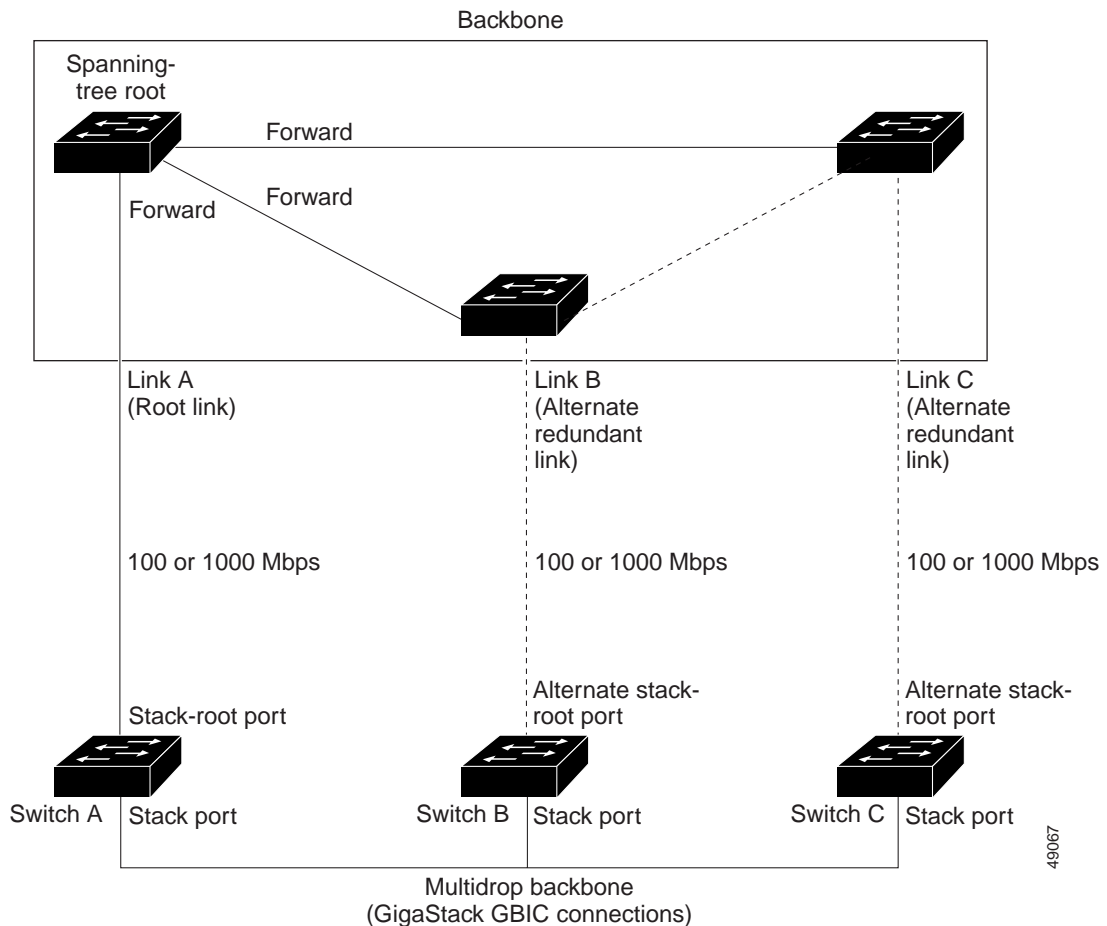 Backbone
Spanning-
tree root
Forward
Forward
Forward
Link A
(Root link)
Link B
(Alternate
redundant
link)
Link C
(Alternate
redundant
link)
100 or 1000 Mbps
100 or 1000 Mbps
100 or 1000 Mbps
Stack-root port
Alternate stack-
root port
Alternate stack-
root port
Switch A
Stack port
Switch B
Stack port
Switch C
Stack port
49067
Multidrop backbone
(GigaStack GBIC connections)